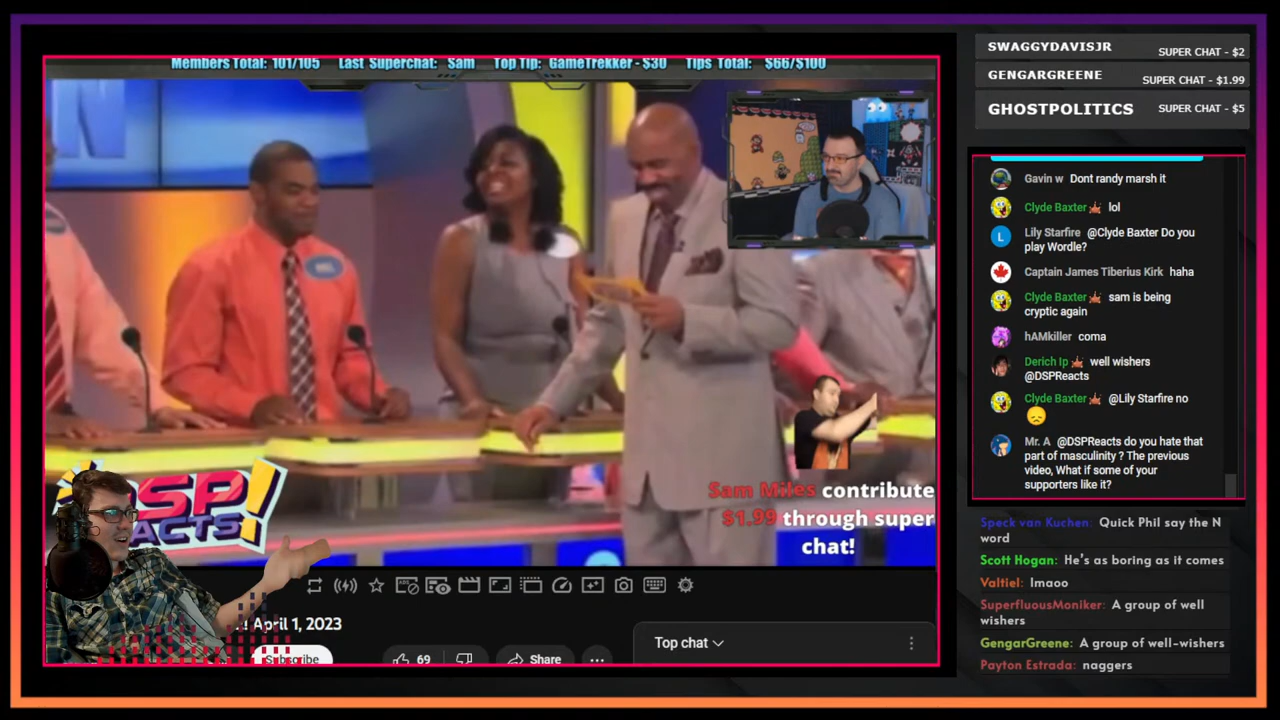 Members Total: 101/105 Last Superchat: Sam Top Tip: GameTrekker - $30 Tips Total: $66/$100
SWAGGYDAVISJR SUPER CHAT - $2
GENGARGREENE SUPER CHAT - $1.99
GHOSTPOLITICS SUPER CHAT - $5
Gavin w Dont randy marsh it
Clyde Baxter lol
Lily Starfire @Clyde Baxter Do you
play Wordle?
Captain James Tiberius Kirk haha
Clyde Baxter sam is being
cryptic again
hAMkiller coma
Derich Ip well wishers
@DSPReacts
Clyde Baxter @Lily Starfire no
Mr. A @DSPReacts do you hate that
part of masculinity ? The previous
video, What if some of your
supporters like it?
Sam Miles contribute
$1.99 through super
chat!
DSP
REACTS!
! April 1, 2023
Subscribe
69
Share
Top chat
Speck van Kuchen: Quick Phil say the N
word
Scott Hogan: He's as boring as it comes
Valtiel: lmaoo
SuperfluousMoniker: A group of well
wishers
GengarGreene: A group of well-wishers
Payton Estrada: naggers